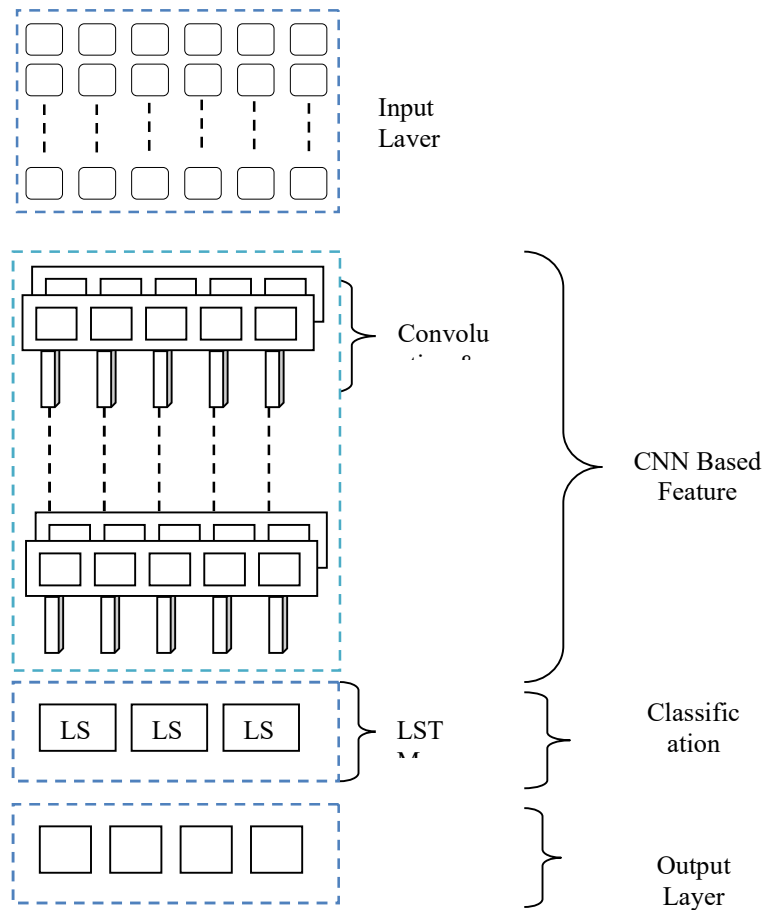 Input
Laver
Convolu
CNN Based
Feature
LS LS LS
LST
Classific
ation
Output
Layer